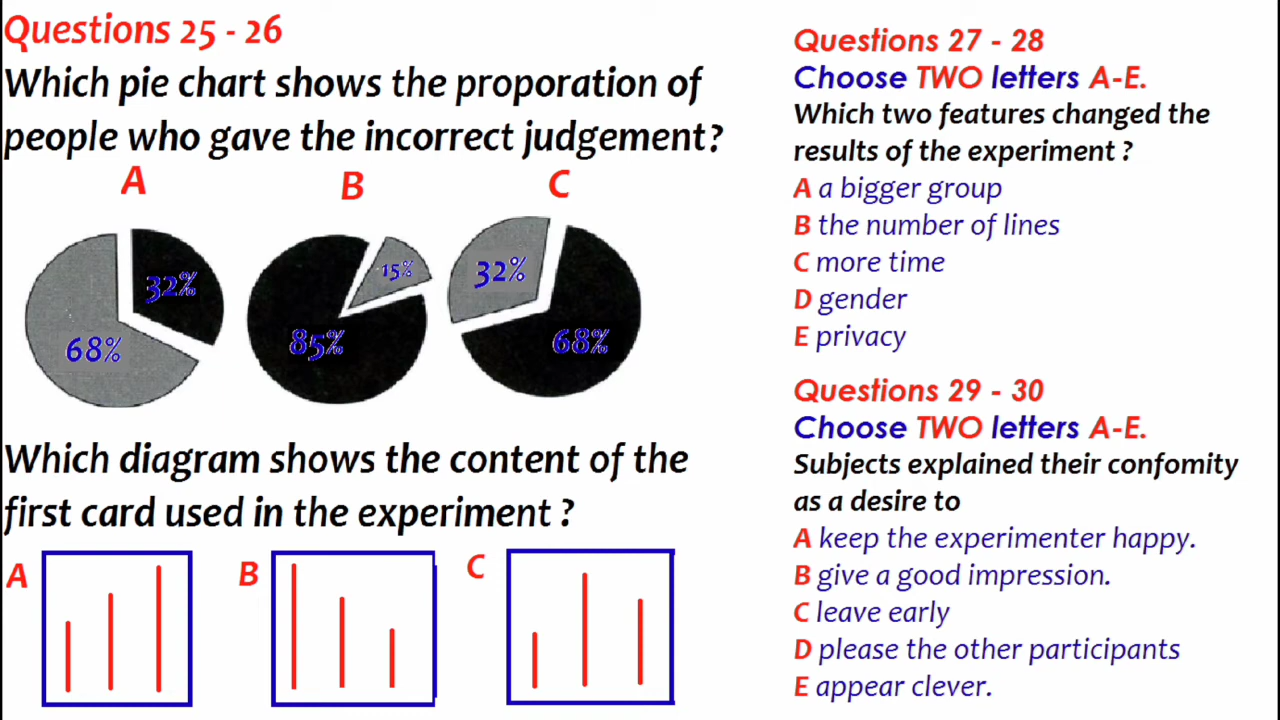 Questions 25 - 26
Which pie chart shows the proporation of
people who gave the incorrect judgement?
A
B
C
32%
68%
15%
85%
32%
68%
Which diagram shows the content of the
first card used in the experiment ?
A
B
C
Questions 27 - 28
Choose TWO letters A-E.
Which two features changed the
results of the experiment ?
A a bigger group
B the number of lines
C more time
D gender
E privacy
Questions 29 - 30
Choose TWO letters A-E.
Subjects explained their confomity
as a desire to
A keep the experimenter happy.
B give a good impression.
C leave early
D please the other participants
E appear clever.